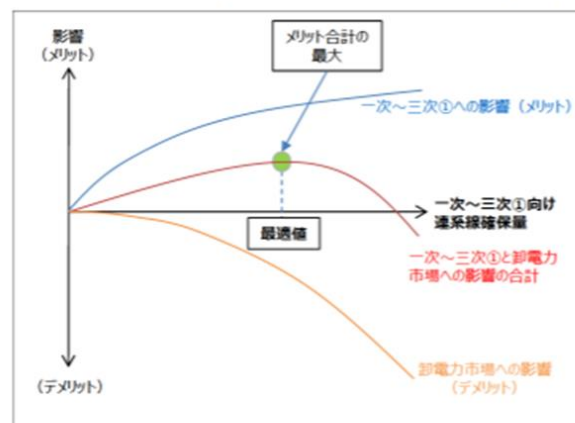 影響
（メリット）
メリット合計の
最大
一次～三次①への影響（メリット）
一次～三次①向け
連系線確保量
最適値
一次～三次①と卸電力
市場への影響の合計
卸電力市場への影響
（デメリット）
（デメリット）